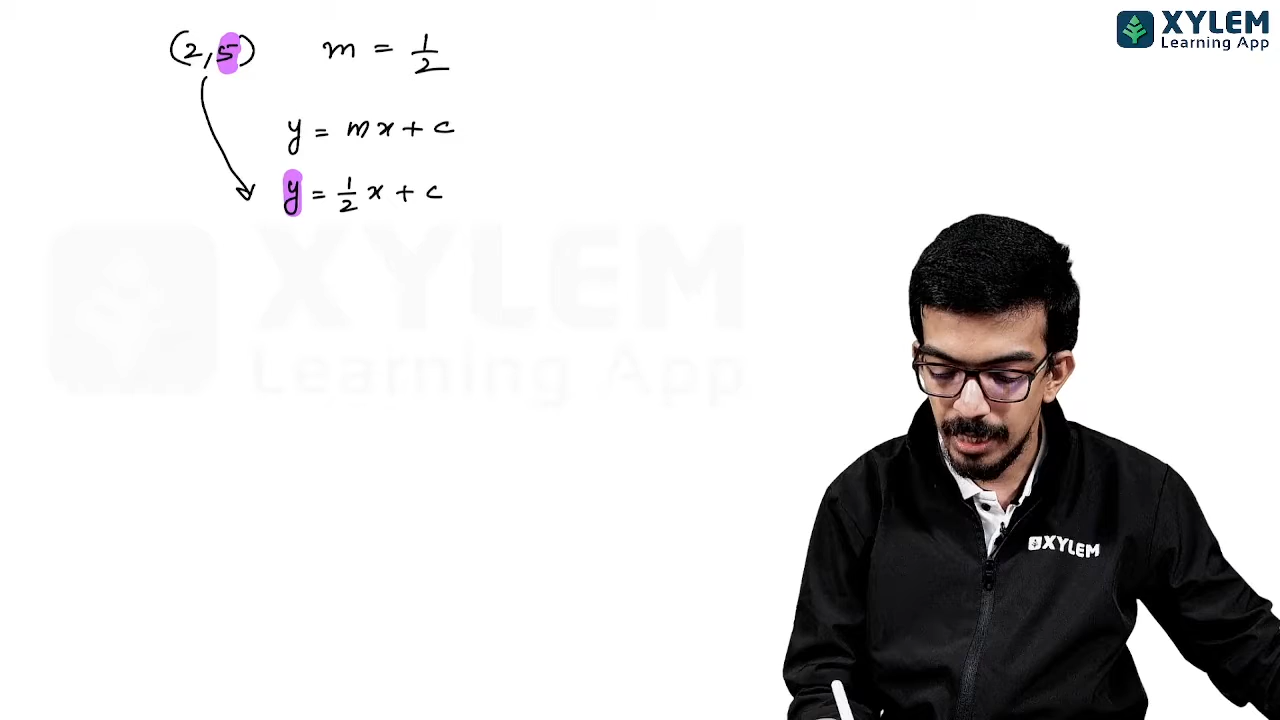 (2, 5) m = 1/2
y = mx + c
y = 1/2 x + c
XYLEM
Learning App
XYLEM
Learning App
XYLEM